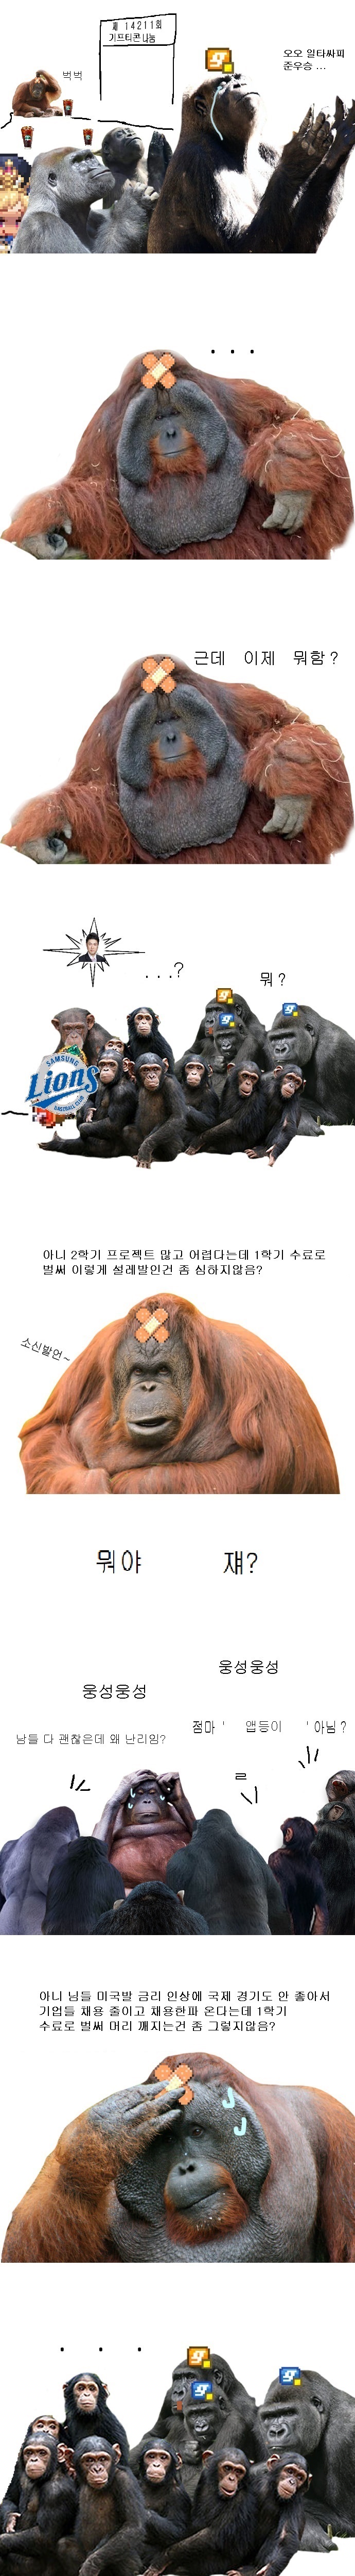 제 14211회
기프티콘 나눔
벅벅
오오 일타싸피
준우승 ...
. . .
근데 이제 뭐함?
. . . ?
뭐?
SAMSUNG
Lions
BASEBALL CLUB
아니 2학기 프로젝트 많고 어렵다는데 1학기 수료로
벌써 이렇게 설레발인건 좀 심하지않음?
소신발언~
뭐야 쟤?
웅성웅성
웅성웅성
남들 다 괜찮은데 왜 난리임?
점마 ' 앱등이 ' 아님?
ㄹ
아니 님들 미국발 금리 인상에 국제 경기도 안 좋아서
기업들 채용 줄이고 채용한파 온다는데 1학기
수료로 벌써 머리 깨지는건 좀 그렇지않음?
. . .